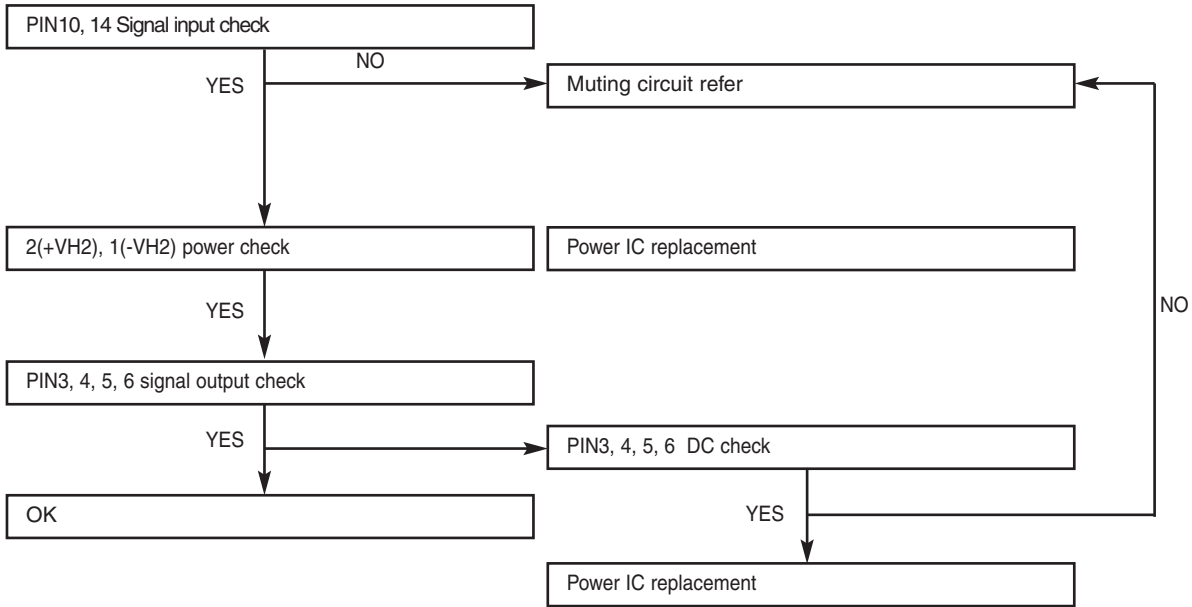 PIN10, 14 Signal input check
NO
YES
Muting circuit refer
2(+VH2), 1(-VH2) power check
Power IC replacement
NO
YES
PIN3, 4, 5, 6 signal output check
YES
PIN3, 4, 5, 6 DC check
OK
YES
Power IC replacement